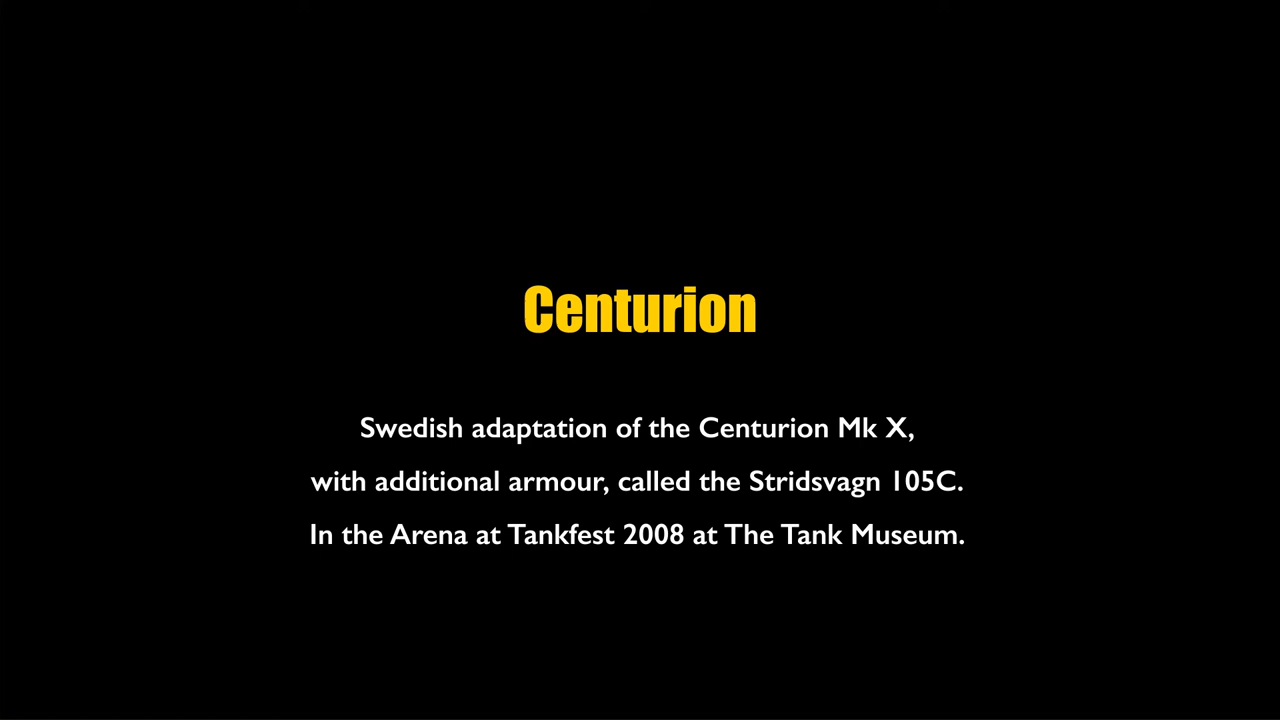 Centurion
Swedish adaptation of the Centurion Mk X,
with additional armour, called the Stridsvagn 105C.
In the Arena at Tankfest 2008 at The Tank Museum.